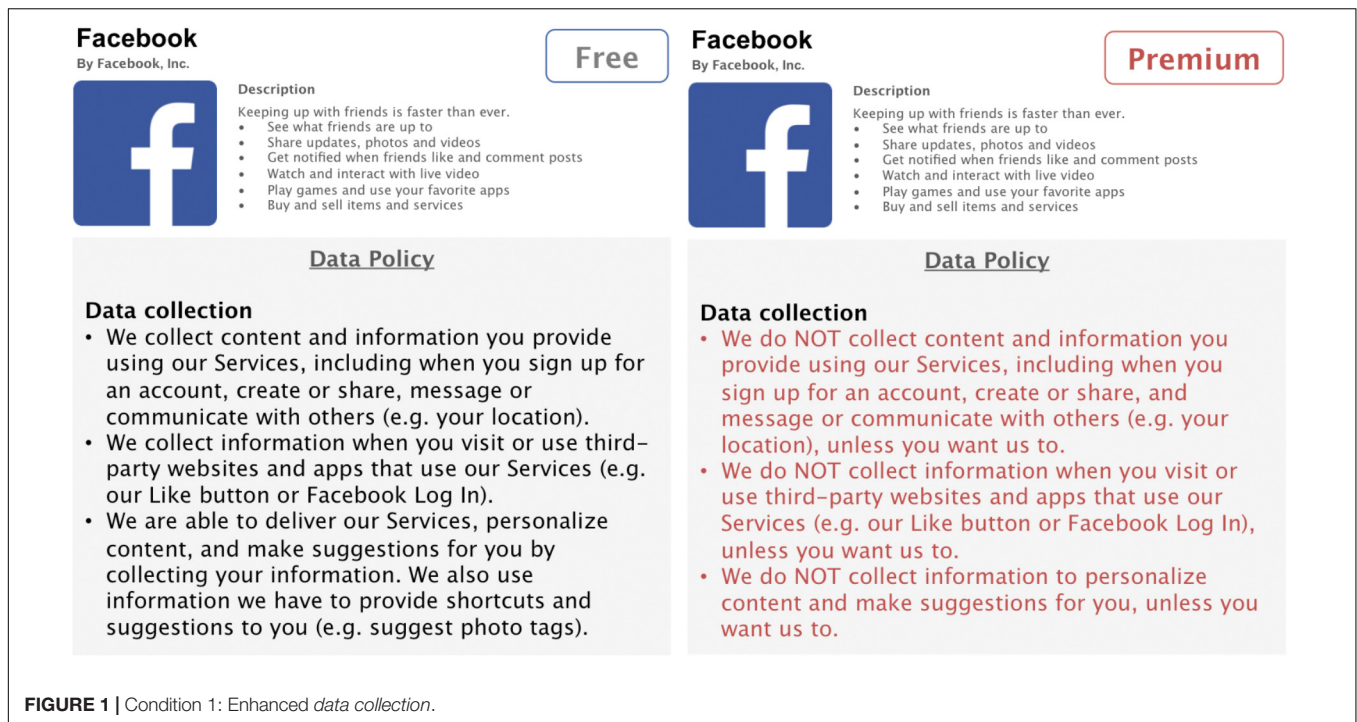 Facebook
By Facebook, Inc.
Free
Description
Keeping up with friends is faster than ever.
• See what friends are up to
• Share updates, photos and videos
• Get notified when friends like and comment posts
• Watch and interact with live video
• Play games and use your favorite apps
• Buy and sell items and services
Data Policy
Data collection
• We collect content and information you provide
using our Services, including when you sign up for
an account, create or share, message or
communicate with others (e.g. your location).
• We collect information when you visit or use third-
party websites and apps that use our Services (e.g.
our Like button or Facebook Log In).
• We are able to deliver our Services, personalize
content, and make suggestions for you by
collecting your information. We also use
information we have to provide shortcuts and
suggestions to you (e.g. suggest photo tags).
Facebook
By Facebook, Inc.
Premium
Description
Keeping up with friends is faster than ever.
• See what friends are up to
• Share updates, photos and videos
• Get notified when friends like and comment posts
• Watch and interact with live video
• Play games and use your favorite apps
• Buy and sell items and services
Data Policy
Data collection
• We do NOT collect content and information you
provide using our Services, including when you
sign up for an account, create or share, and
message or communicate with others (e.g. your
location), unless you want us to.
• We do NOT collect information when you visit or
use third-party websites and apps that use our
Services (e.g. our Like button or Facebook Log In),
unless you want us to.
• We do NOT collect information to personalize
content and make suggestions for you, unless you
want us to.
FIGURE 1 | Condition 1: Enhanced data collection.